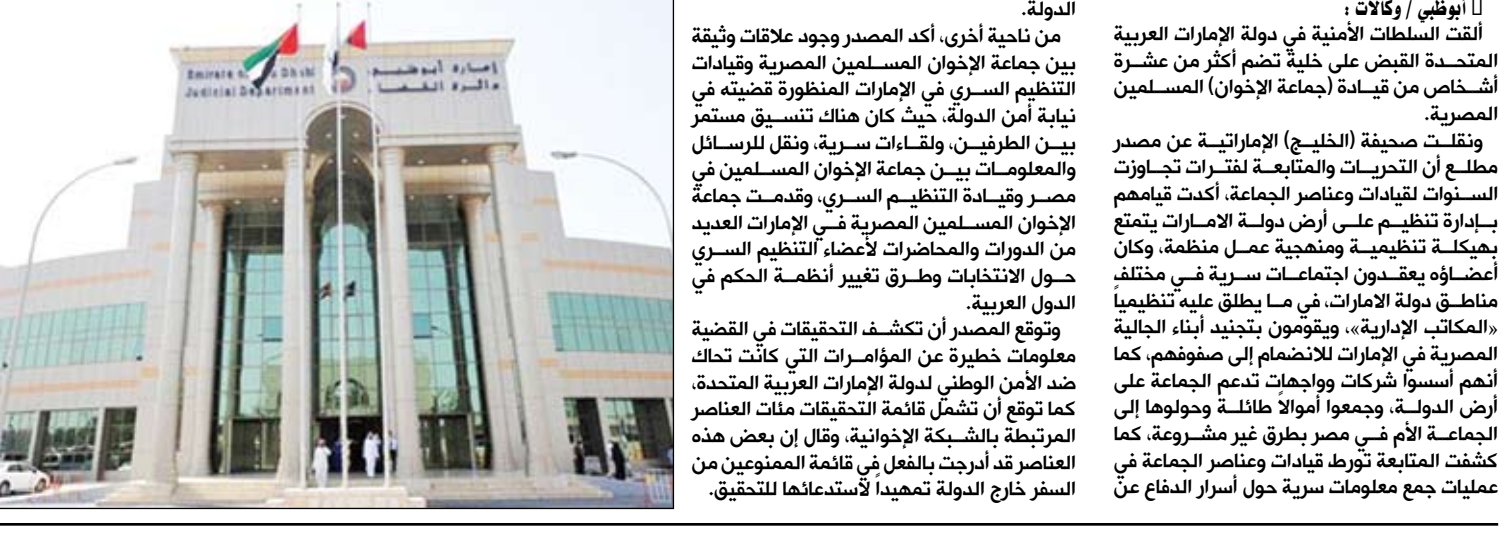 أبوظبي / وكالات :
ألقت السلطات الأمنية في دولة الإمارات العربية
المتحدة القبض على خلية تضم أكثر من عشرة
أشخاص من قيادة (جماعة الإخوان) المسلمين
المصرية.
ونقلت صحيفة (الخليج) الإماراتية عن مصدر
مطلع أن التحريات والمتابعة لفترات تجاوزت
السنوات لقيادات وعناصر الجماعة، أكدت قيامهم
بإدارة تنظيم على أرض دولة الامارات يتمتع
بهيكلة تنظيمية ومنهجية عمل منظمة، وكان
أعضاؤه يعقدون اجتماعات سرية في مختلف
مناطق دولة الامارات، في ما يطلق عليه تنظيمياً
«المكاتب الإدارية»، ويقومون بتجنيد أبناء الجالية
المصرية في الإمارات للانضمام إلى صفوفهم، كما
أنهم أسسوا شركات وواجهات تدعم الجماعة على
أرض الدولة، وجمعوا أموالاً طائلة وحولوها إلى
الجماعة الأم في مصر بطرق غير مشروعة، كما
كشفت المتابعة تورط قيادات وعناصر الجماعة في
عمليات جمع معلومات سرية حول أسرار الدفاع عن
الدولة.
من ناحية أخرى، أكد المصدر وجود علاقات وثيقة
بين جماعة الإخوان المسلمين المصرية وقيادات
التنظيم السري في الإمارات المنظورة قضيته في
نيابة أمن الدولة، حيث كان هناك تنسيق مستمر
بين الطرفين، ولقاءات سرية، ونقل للرسائل
والمعلومات بين جماعة الإخوان المسلمين في
مصر وقيادة التنظيم السري، وقدمت جماعة
الإخوان المسلمين المصرية في الإمارات العديد
من الدورات والمحاضرات لأعضاء التنظيم السري
حول الانتخابات وطرق تغيير أنظمة الحكم في
الدول العربية.
وتوقع المصدر أن تكشف التحقيقات في القضية
معلومات خطيرة عن المؤامرات التي كانت تحاك
ضد الأمن الوطني لدولة الإمارات العربية المتحدة،
كما توقع أن تشمل قائمة التحقيقات مئات العناصر
المرتبطة بالشبكة الإخوانية، وقال إن بعض هذه
العناصر قد أدرجت بالفعل في قائمة الممنوعين من
السفر خارج الدولة تمهيداً لاستدعائها للتحقيق.
إمارة أبوظبي
دائرة القضاء
Emirate Dhabi
Judicial Department